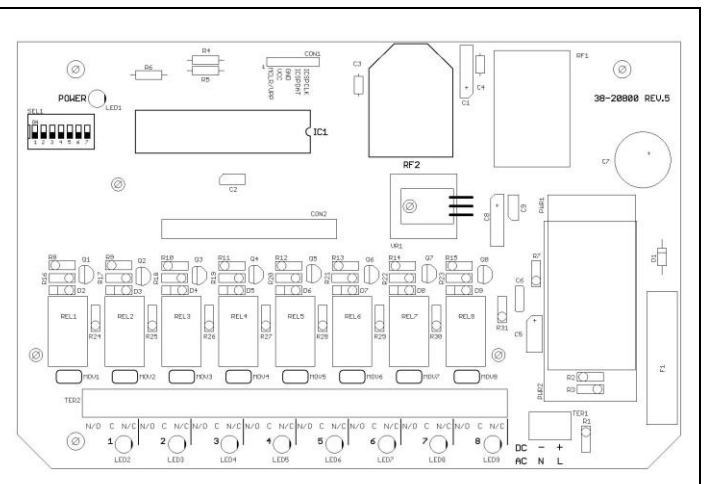 R4
R6
R5
CON1
1
MCLR/VPP
VCC
GND
ICSPDAT
ICSPCLK
C3
C1
C4
RF1
POWER
LED1
38-20800 REV.5
SEL1
ON
1 2 3 4 5 6 7
IC1
RF2
C7
C2
CON2
VR1
C8
C9
PWR1
R8 Q1 R9 Q2 R10 Q3 R11 Q4 R12 Q5 R13 Q6 R14 Q7 R15 Q8
R7
D1
R16 R17 R18 R19 R20 R21 R22 R23
D2 D3 D4 D5 D6 D7 D8 D9
C6
REL1 REL2 REL3 REL4 REL5 REL6 REL7 REL8
R31
C5
R24 R25 R26 R27 R28 R29 R30
F1
MOV1 MOV2 MOV3 MOV4 MOV5 MOV6 MOV7 MOV8
R2
R3
PWR2
TER2
TER1
R1
N/O C N/C N/O C N/C N/O C N/C N/O C N/C N/O C N/C N/O C N/C N/O C N/C N/O C N/C
1 2 3 4 5 6 7 8
LED2 LED3 LED4 LED5 LED6 LED7 LED8 LED9
DC - +
AC N L